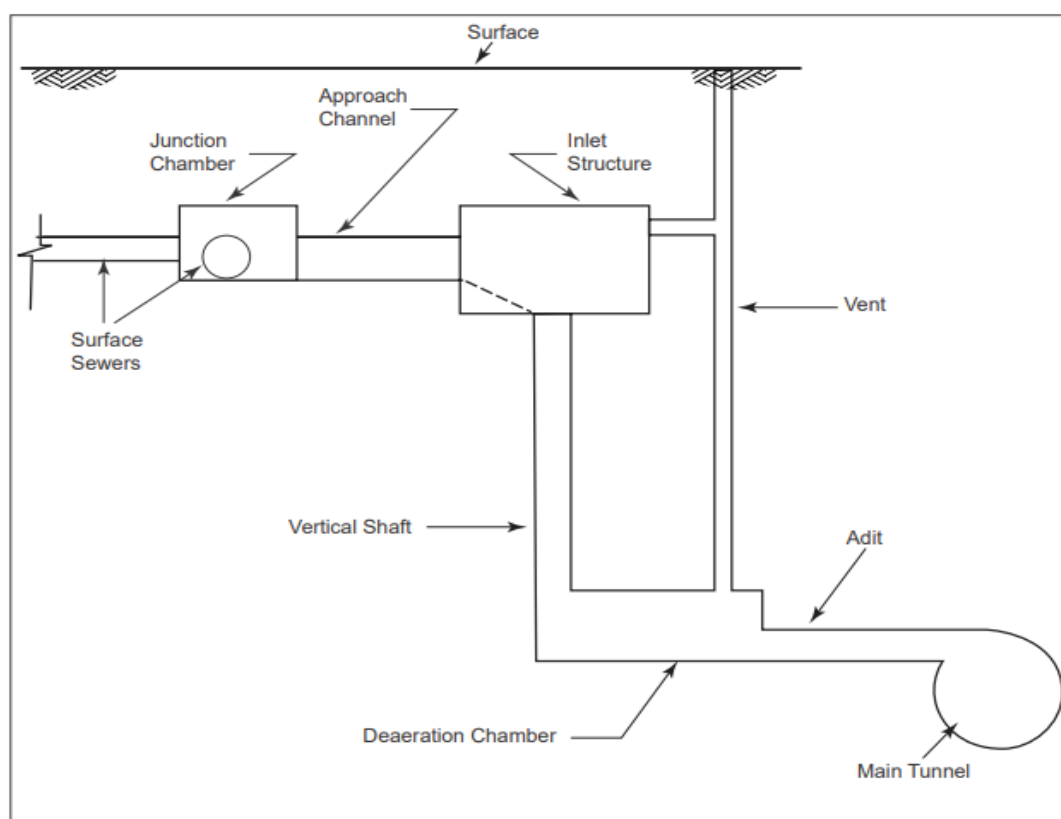 Surface
Approach
Channel
Junction
Chamber
Inlet
Structure
Surface
Sewers
Vent
Vertical Shaft
Adit
Deaeration Chamber
Main Tunnel